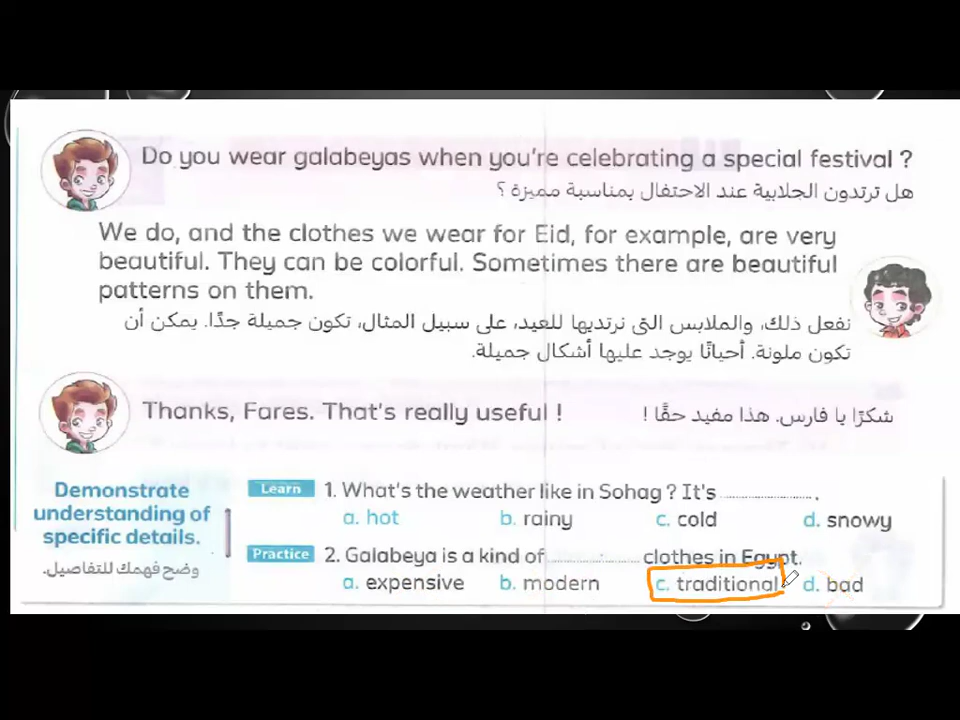 Do you wear galabeyas when you're celebrating a special festival ?
هل ترتدون الجلابية عند الاحتفال بمناسبة مميزة ؟
We do, and the clothes we wear for Eid, for example, are very
beautiful. They can be colorful. Sometimes there are beautiful
patterns on them.
نفعل ذلك، والملابس التى نرتديها للعيد، على سبيل المثال، تكون جميلة جدًا. يمكن أن
تكون ملونة. أحيانًا يوجد عليها أشكال جميلة.
Thanks, Fares. That's really useful !
شكرًا يا فارس. هذا مفيد حقًّا !
Demonstrate
understanding of
specific details.
وضح فهمك للتفاصيل.
Learn 1. What's the weather like in Sohag ? It's .................... .
a. hot b. rainy c. cold d. snowy
Practice 2. Galabeya is a kind of .................... clothes in Egypt.
a. expensive b. modern c. traditional d. bad